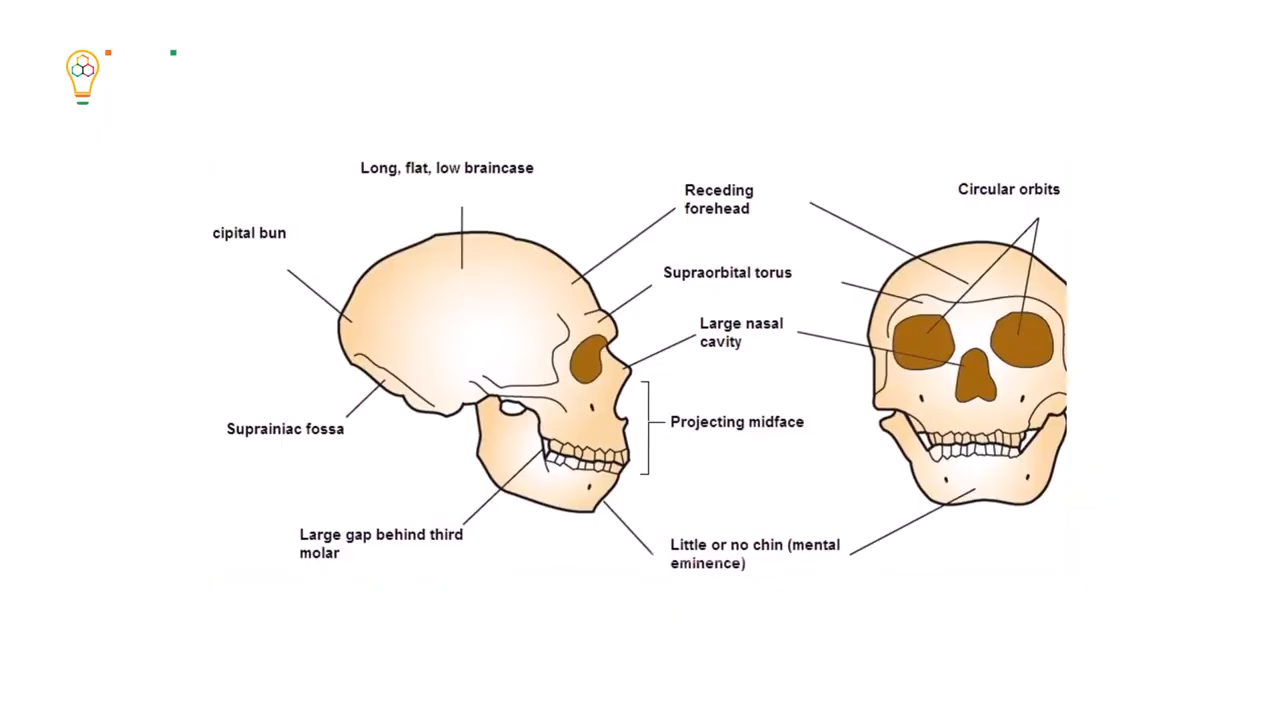 Long, flat, low braincase
Receding
forehead
Circular orbits
cipital bun
Supraorbital torus
Large nasal
cavity
Suprainiac fossa
Projecting midface
Large gap behind third
molar
Little or no chin (mental
eminence)